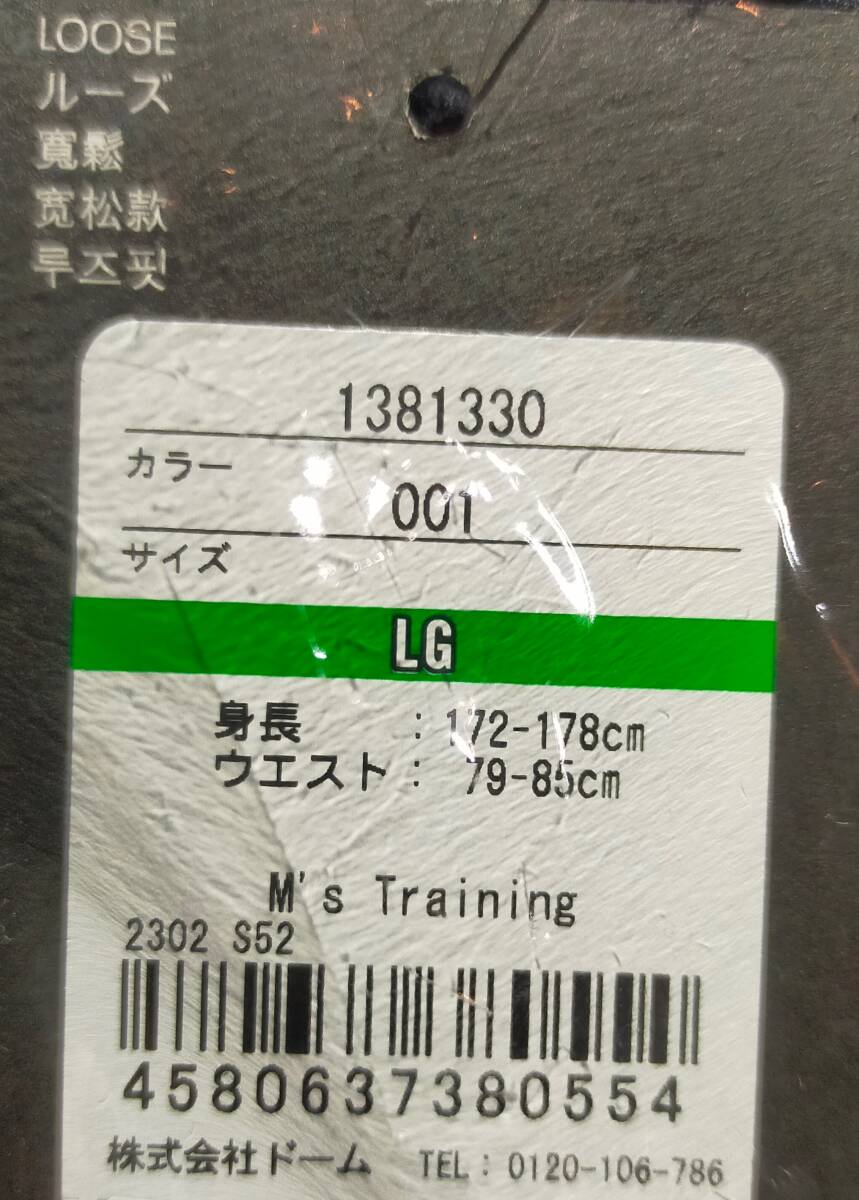 LOOSE
ルーズ
寬鬆
宽松款
루즈핏
1381330
カラー
001
サイズ
LG
身長 : 172-178cm
ウエスト : 79-85cm
M's Training
2302 S52
4580637380554
株式会社ドーム TEL: 0120-106-786